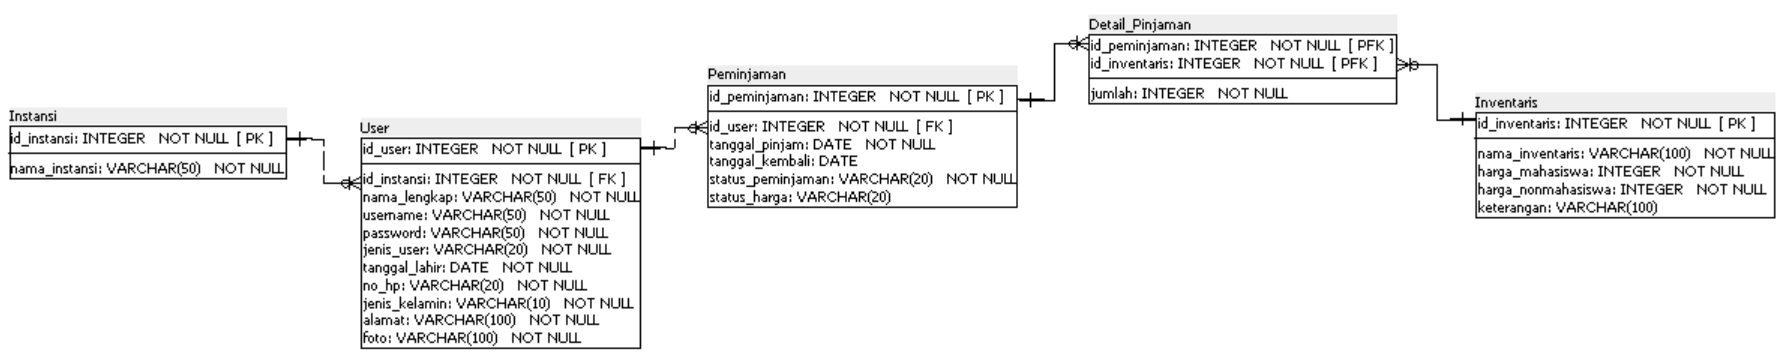 Instansi
id_instansi: INTEGER NOT NULL [ PK ]
nama_instansi: VARCHAR(50) NOT NULL
User
id_user: INTEGER NOT NULL [ PK ]
id_instansi: INTEGER NOT NULL [ FK ]
nama_lengkap: VARCHAR(50) NOT NULL
username: VARCHAR(50) NOT NULL
password: VARCHAR(50) NOT NULL
jenis_user: VARCHAR(20) NOT NULL
tanggal_lahir: DATE NOT NULL
no_hp: VARCHAR(20) NOT NULL
jenis_kelamin: VARCHAR(10) NOT NULL
alamat: VARCHAR(100) NOT NULL
foto: VARCHAR(100) NOT NULL
Peminjaman
id_peminjaman: INTEGER NOT NULL [ PK ]
id_user: INTEGER NOT NULL [ FK ]
tanggal_pinjam: DATE NOT NULL
tanggal_kembali: DATE
status_peminjaman: VARCHAR(20) NOT NULL
status_harga: VARCHAR(20)
Detail_Pinjaman
id_peminjaman: INTEGER NOT NULL [ PFK ]
id_inventaris: INTEGER NOT NULL [ PFK ]
jumlah: INTEGER NOT NULL
Inventaris
id_inventaris: INTEGER NOT NULL [ PK ]
nama_inventaris: VARCHAR(100) NOT NULL
harga_mahasiswa: INTEGER NOT NULL
harga_nonmahasiswa: INTEGER NOT NULL
keterangan: VARCHAR(100)